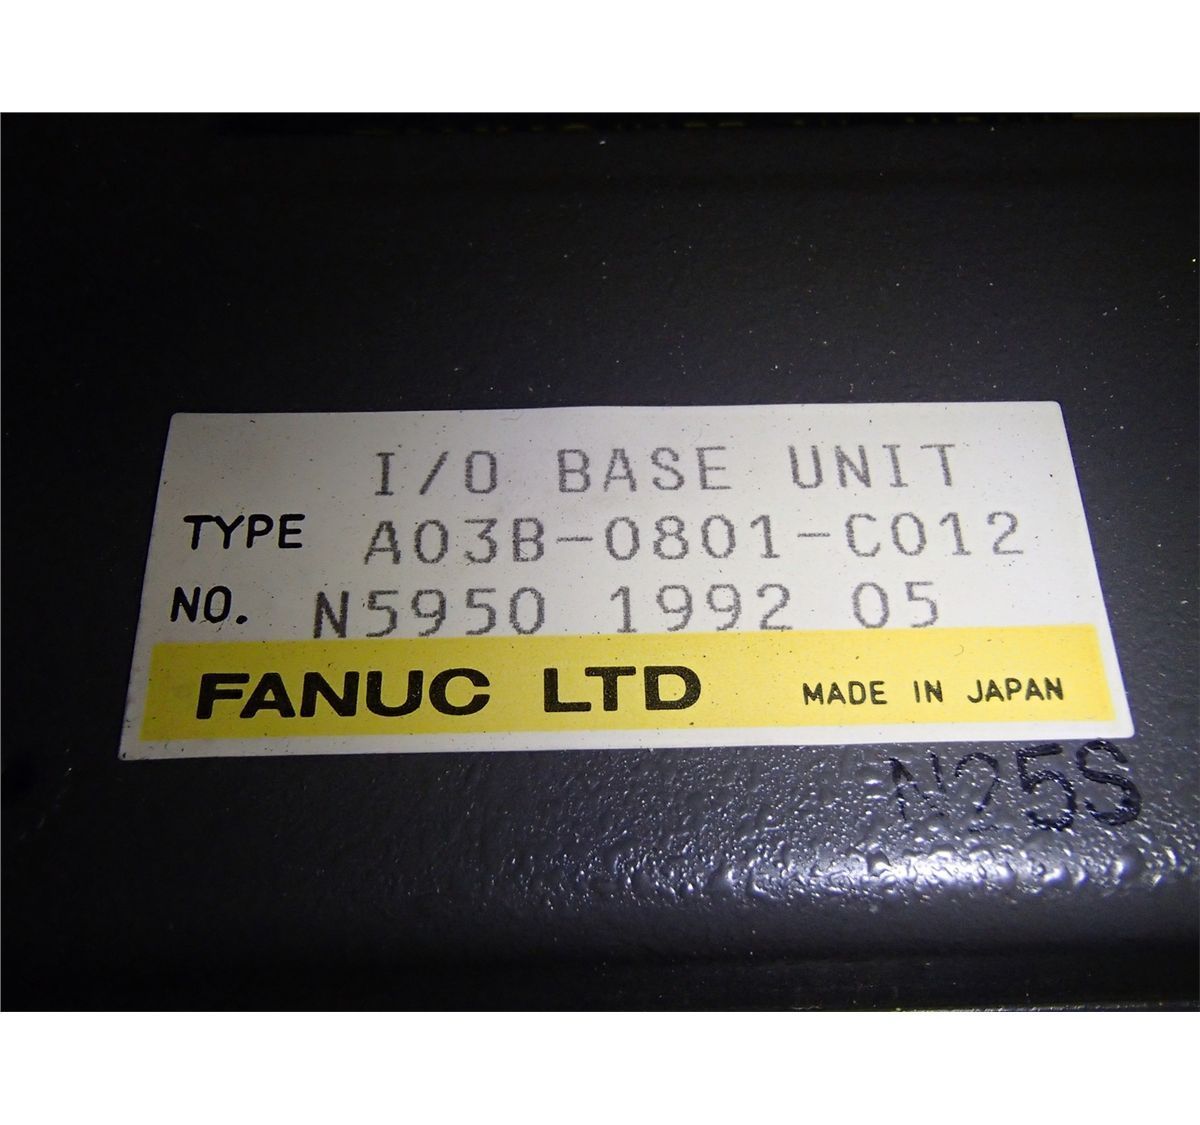 I/O BASE UNIT
TYPE A03B-0801-C012
NO. N5950 1992 05
FANUC LTD MADE IN JAPAN
N25S